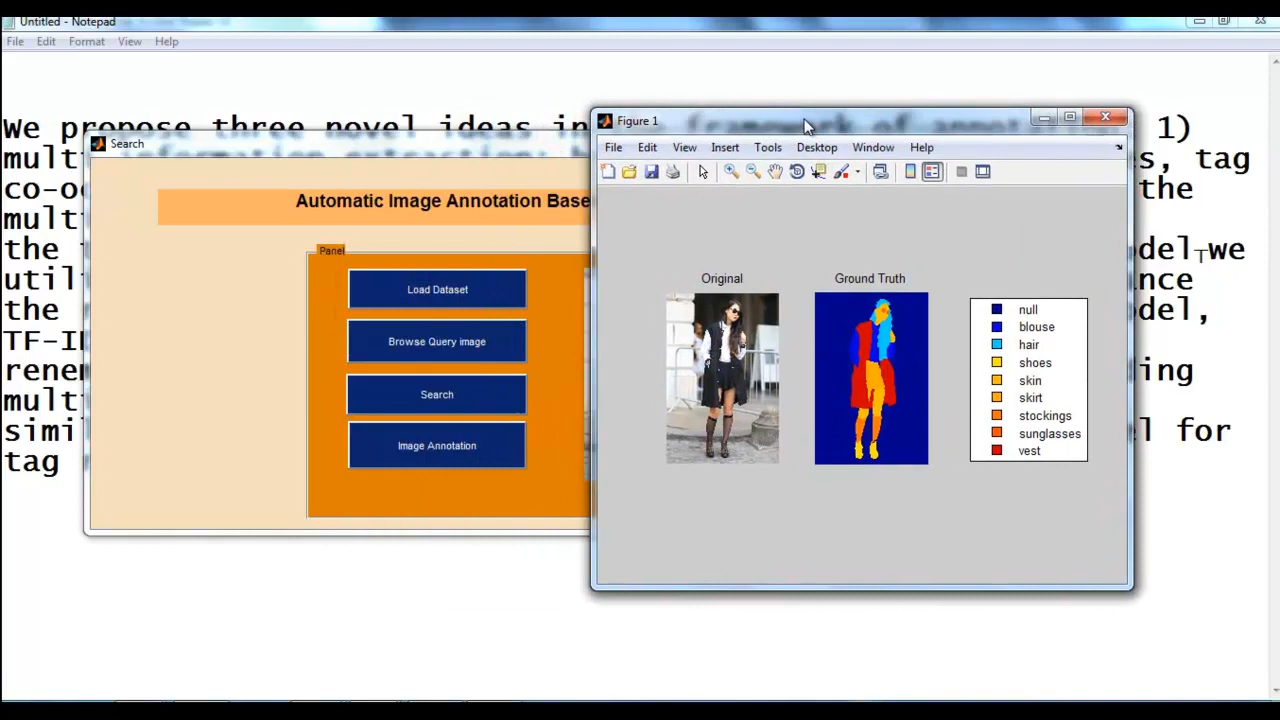 Untitled - Notepad
File Edit Format View Help
We propose three novel ideas in framework of 1)
mult es, tag
co-o the
mult
the t del┬we
util nce
the del,
TF-I
rene ing
mult
simi l for
tag
Search
Automatic Image Annotation Base
Panel
Load Dataset
Browse Query image
Search
Image Annotation
Figure 1
File Edit View Insert Tools Desktop Window Help
Original Ground Truth
null
blouse
hair
shoes
skin
skirt
stockings
sunglasses
vest